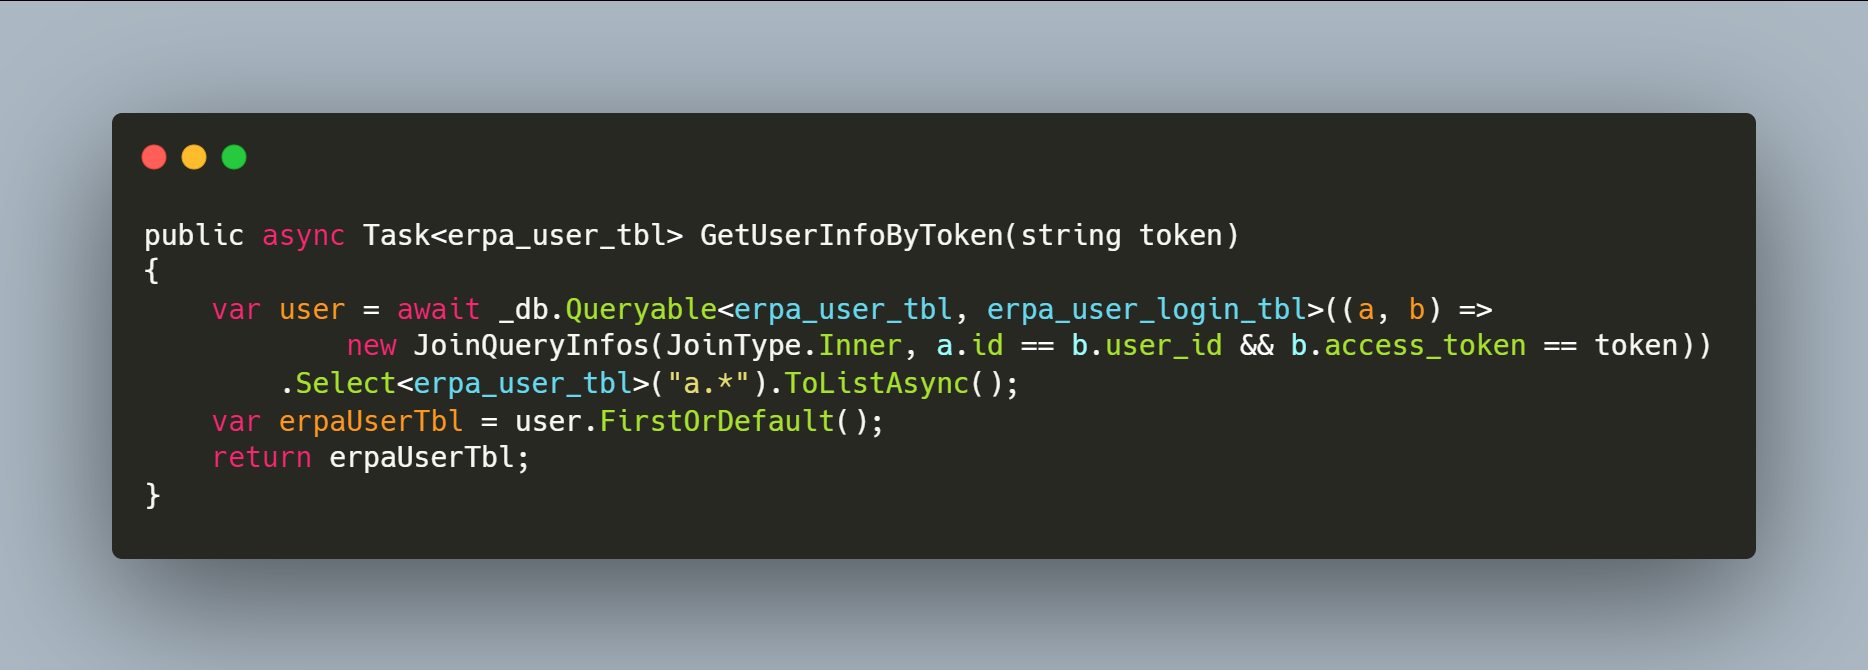 public async Task<erpa_user_tbl> GetUserInfoByToken(string token)
{
    var user = await _db.Queryable<erpa_user_tbl, erpa_user_login_tbl>((a, b) =>
            new JoinQueryInfos(JoinType.Inner, a.id == b.user_id && b.access_token == token))
        .Select<erpa_user_tbl>("a.*").ToListAsync();
    var erpaUserTbl = user.FirstOrDefault();
    return erpaUserTbl;
}